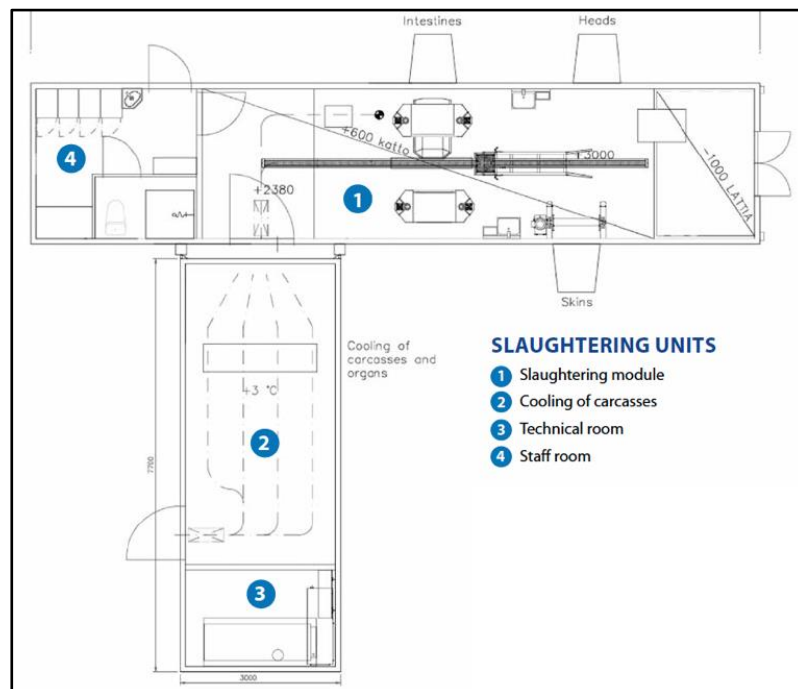 Intestines
Heads
+600 katto
+3000
4
+2380
1
-1000 LATTIA
Skins
Cooling of
carcasses and
organs
SLAUGHTERING UNITS
1 Slaughtering module
2 Cooling of carcasses
3 Technical room
4 Staff room
+3 °C
2
7700
3
3000